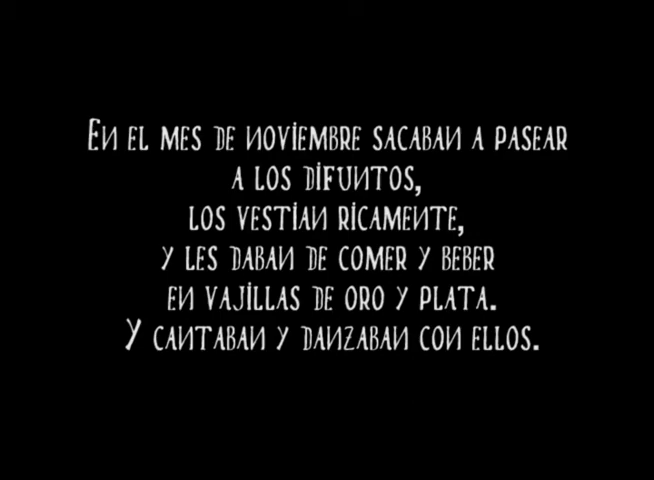 En el mes de noviembre sacaban a pasear
a los difuntos,
los vestian ricamente,
y les daban de comer y beber
en vajillas de oro y plata.
Y cantaban y danzaban con ellos.